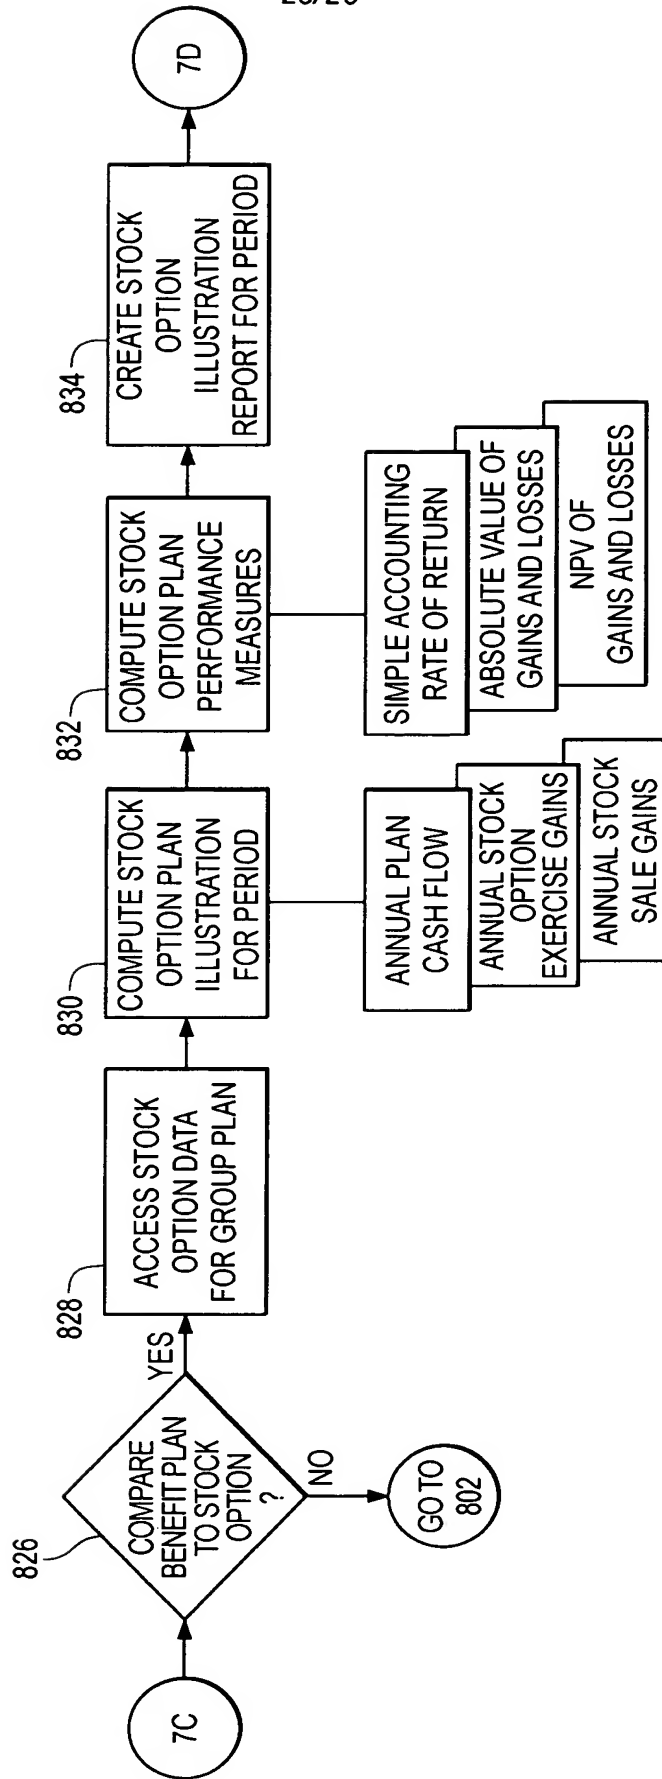 7C
826
COMPARE
BENEFIT PLAN
TO STOCK
OPTION
?
YES
NO
GO TO
802
828
ACCESS STOCK
OPTION DATA
FOR GROUP PLAN
830
COMPUTE STOCK
OPTION PLAN
ILLUSTRATION
FOR PERIOD
ANNUAL PLAN
CASH FLOW
ANNUAL STOCK
OPTION
EXERCISE GAINS
ANNUAL STOCK
SALE GAINS
832
COMPUTE STOCK
OPTION PLAN
PERFORMANCE
MEASURES
SIMPLE ACCOUNTING
RATE OF RETURN
ABSOLUTE VALUE OF
GAINS AND LOSSES
NPV OF
GAINS AND LOSSES
834
CREATE STOCK
OPTION
ILLUSTRATION
REPORT FOR PERIOD
7D